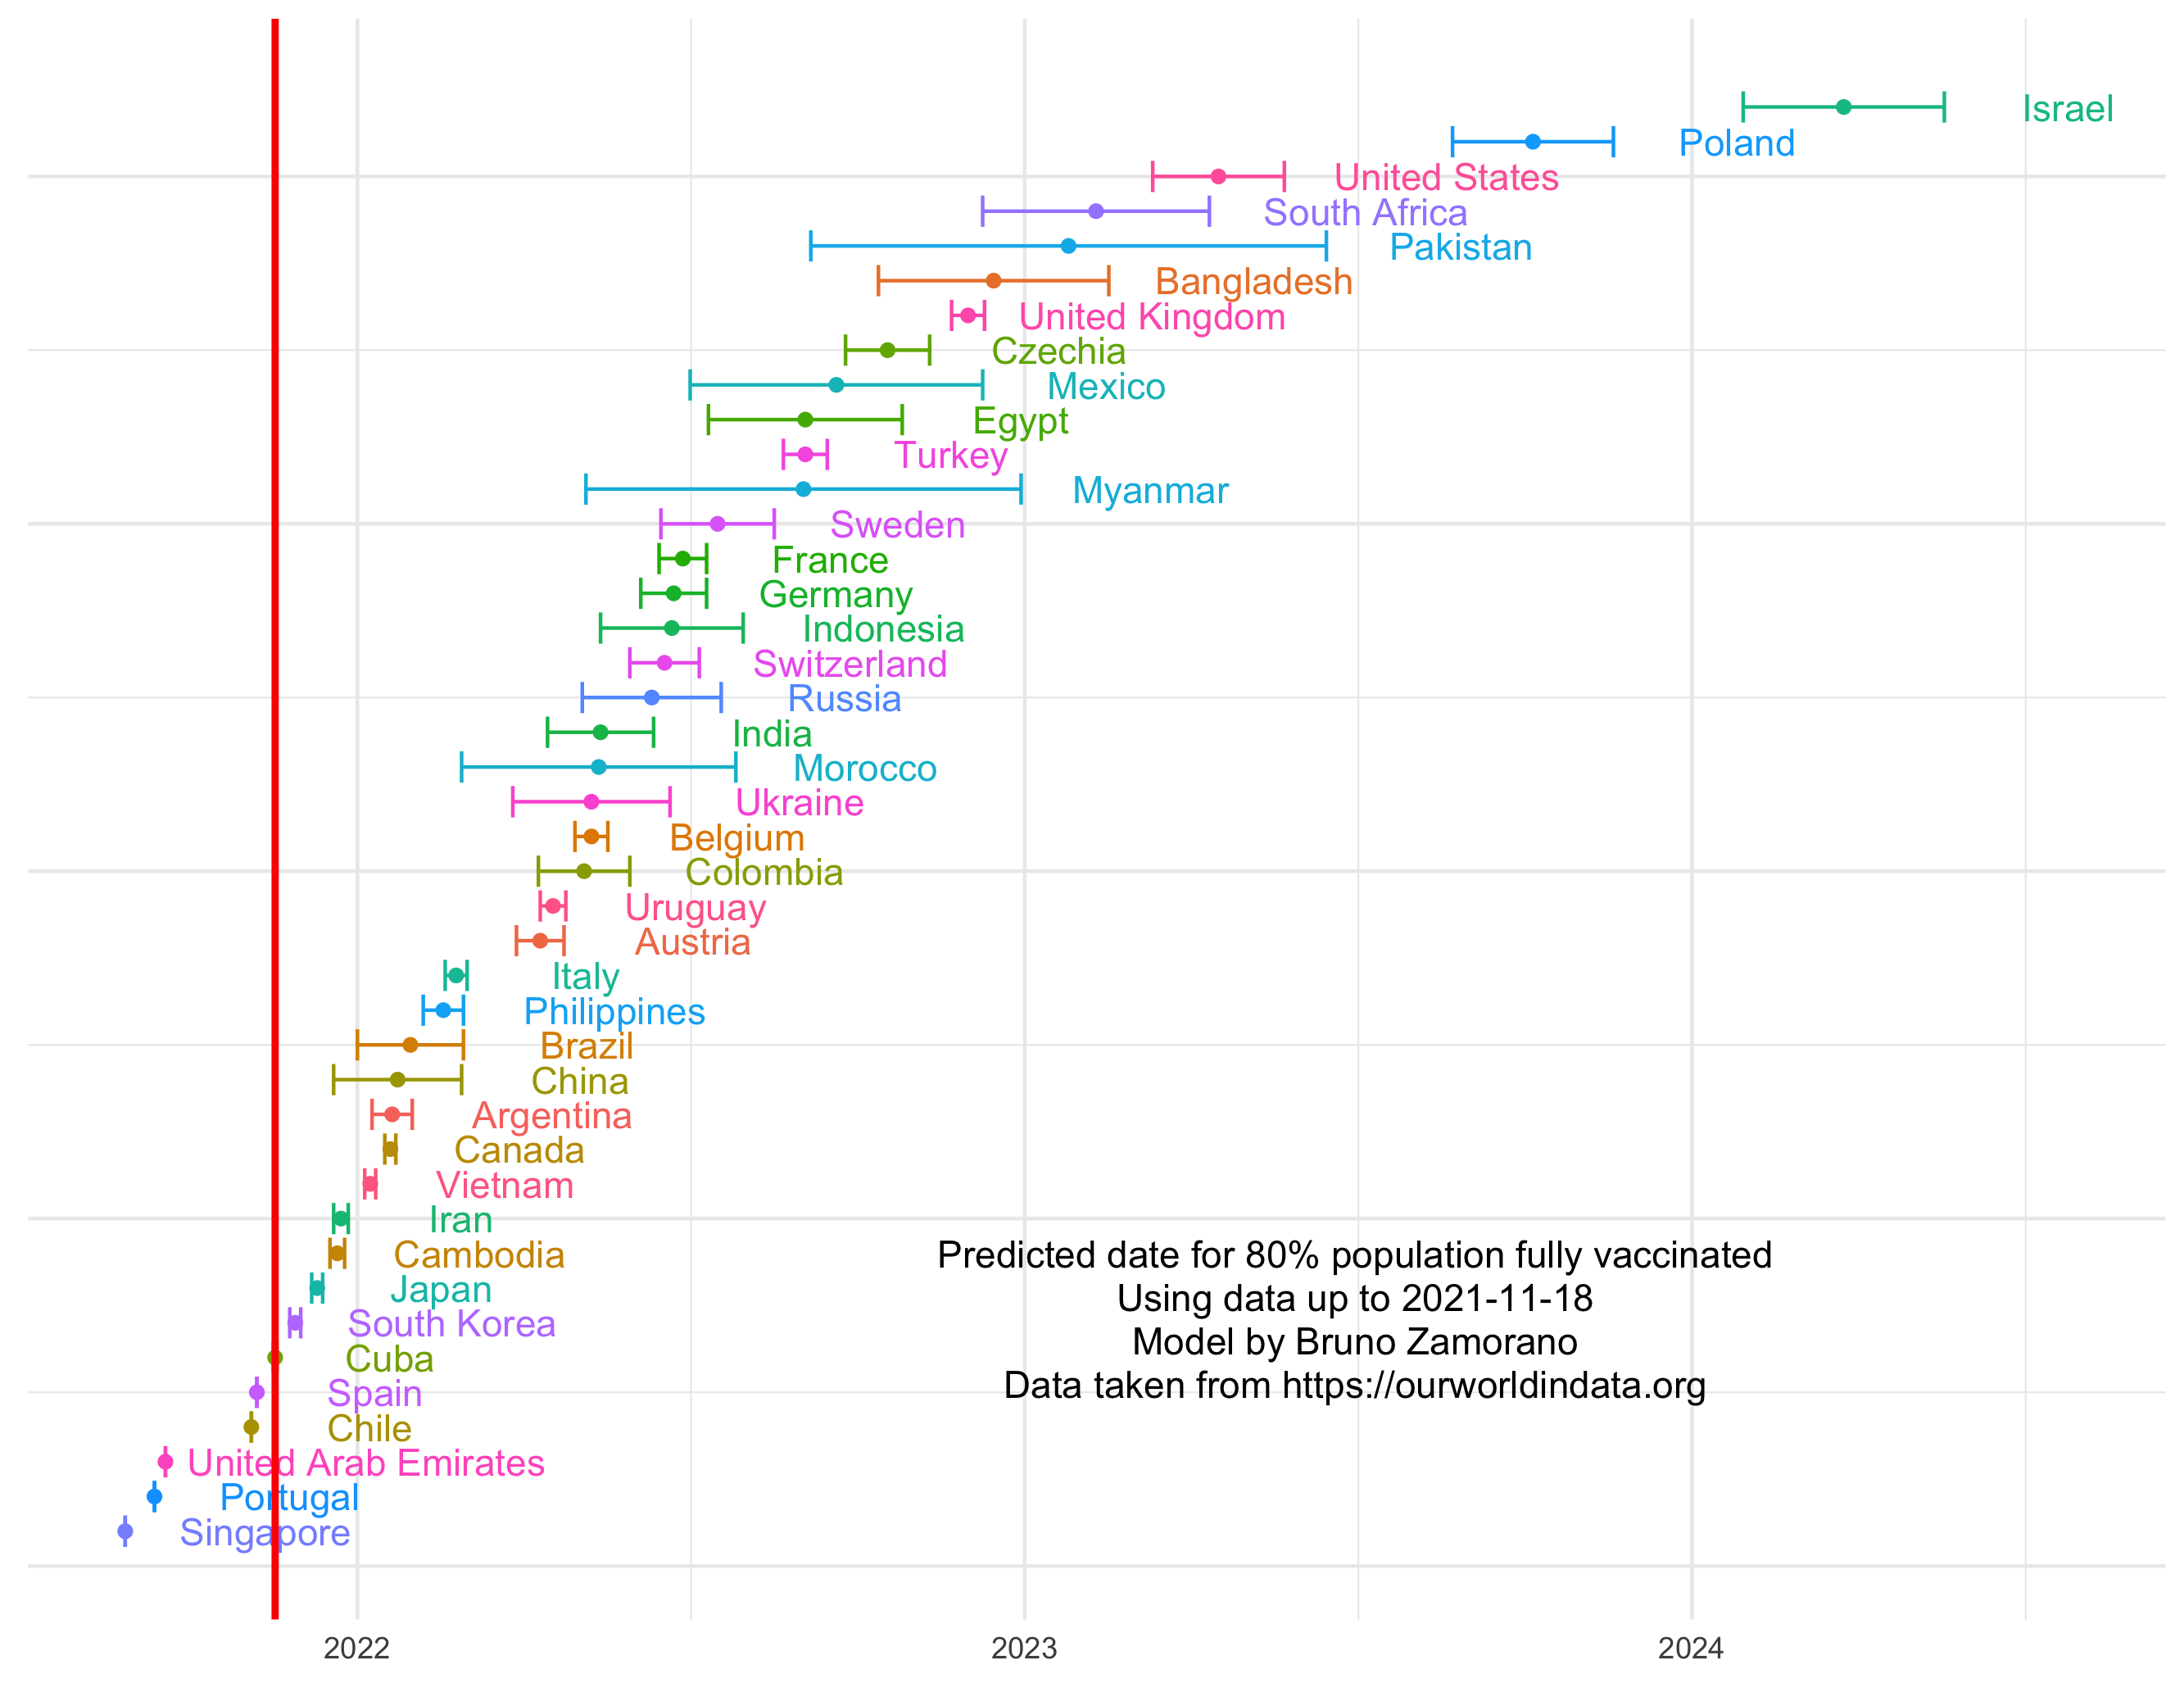 Israel
Poland
United States
South Africa
Pakistan
Bangladesh
United Kingdom
Czechia
Mexico
Egypt
Turkey
Myanmar
Sweden
France
Germany
Indonesia
Switzerland
Russia
India
Morocco
Ukraine
Belgium
Colombia
Uruguay
Austria
Italy
Philippines
Brazil
China
Argentina
Canada
Vietnam
Iran
Cambodia
Japan
South Korea
Cuba
Spain
Chile
United Arab Emirates
Portugal
Singapore
Predicted date for 80% population fully vaccinated
Using data up to 2021-11-18
Model by Bruno Zamorano
Data taken from https://ourworldindata.org
2022
2023
2024